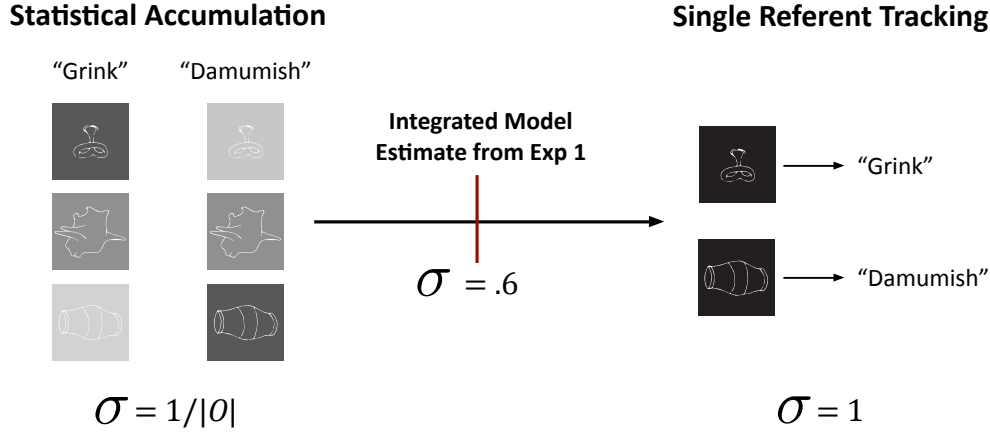 Statistical Accumulation
Single Referent Tracking
“Grink”
“Damumish”
Integrated Model
Estimate from Exp 1
“Grink”
“Damumish”
σ = .6
σ = 1/|O|
σ = 1